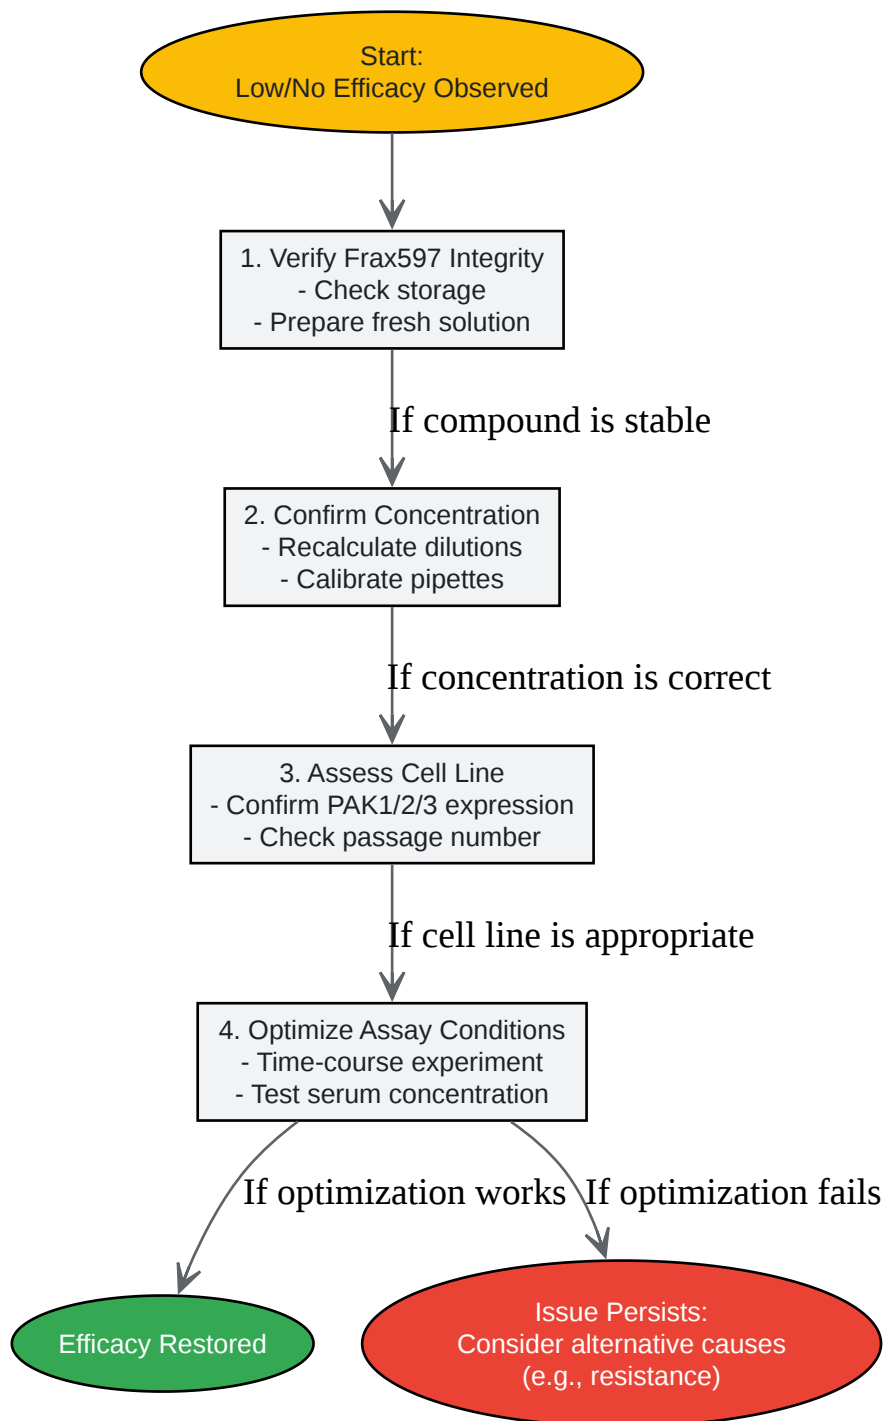 Start:
Low/No Efficacy Observed
1. Verify Frax597 Integrity
- Check storage
- Prepare fresh solution
If compound is stable
2. Confirm Concentration
- Recalculate dilutions
- Calibrate pipettes
If concentration is correct
3. Assess Cell Line
- Confirm PAK1/2/3 expression
- Check passage number
If cell line is appropriate
4. Optimize Assay Conditions
- Time-course experiment
- Test serum concentration
If optimization works
If optimization fails
Efficacy Restored
Issue Persists:
Consider alternative causes
(e.g., resistance)